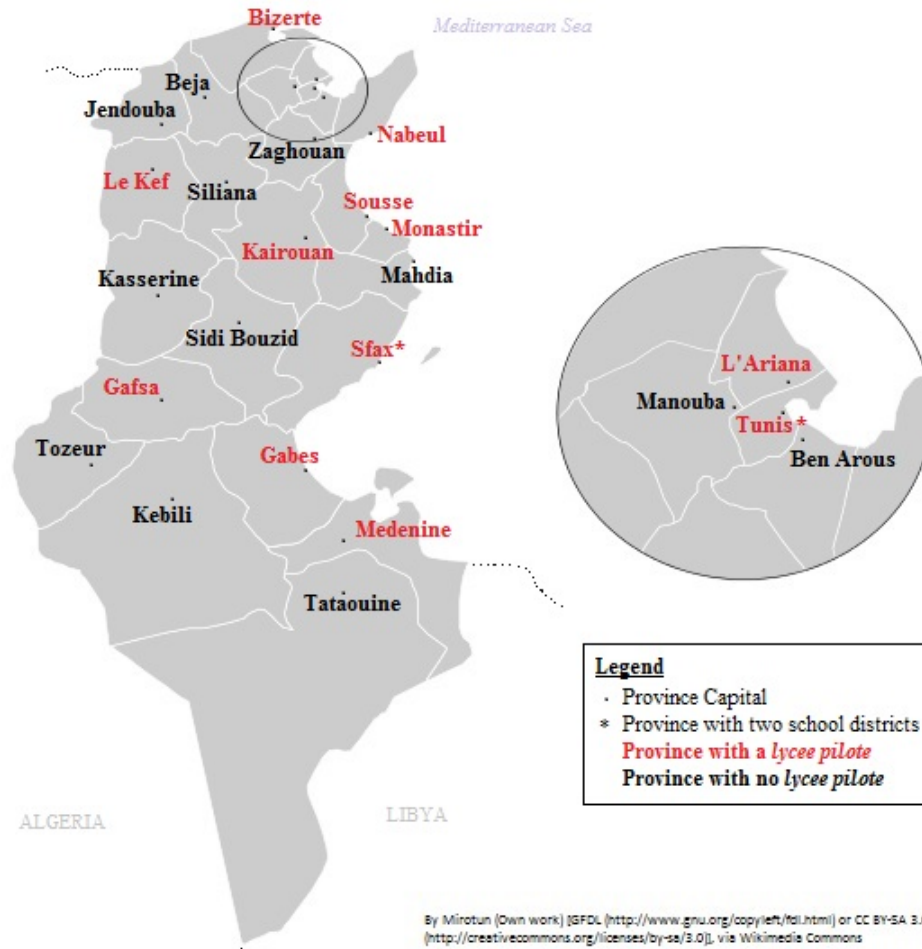 Bizerte
Mediterranean Sea
Beja
Jendouba
Nabeul
Zaghouan
Le Kef
Siliana
Sousse
Monastir
Kairouan
Mahdia
Kasserine
Sidi Bouzid
Sfax*
Gafsa
Tozeur
Gabes
Kebili
Medenine
Tataouine
ALGERIA
LIBYA
L'Ariana
Manouba
Tunis*
Ben Arous
Legend
· Province Capital
* Province with two school districts
Province with a lycee pilote
Province with no lycee pilote
By Mirotun (Own work) [GFDL (http://www.gnu.org/copyleft/fdl.html) or CC BY-SA 3.
(http://creativecommons.org/licenses/by-sa/3.0)], via Wikimedia Commons